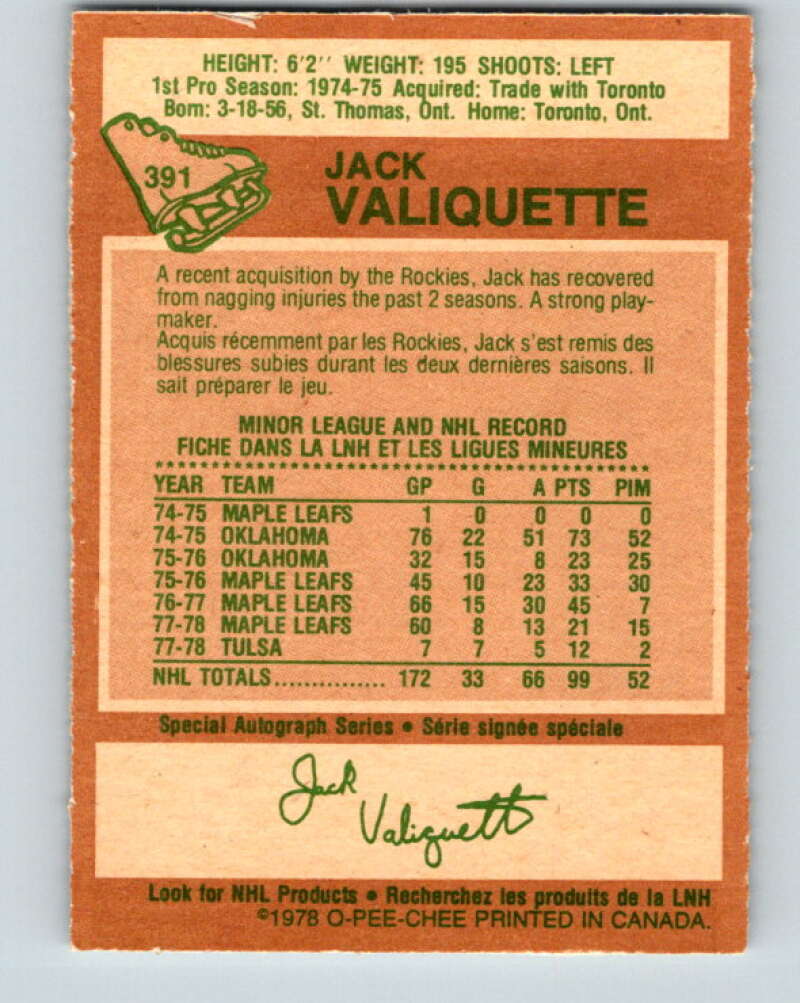 HEIGHT: 6'2'' WEIGHT: 195 SHOOTS: LEFT
1st Pro Season: 1974-75 Acquired: Trade with Toronto
Born: 3-18-56, St. Thomas, Ont. Home: Toronto, Ont.
391
JACK
VALIQUETTE
A recent acquisition by the Rockies, Jack has recovered
from nagging injuries the past 2 seasons. A strong play-
maker.
Acquis récemment par les Rockies, Jack s'est remis des
blessures subies durant les deux dernières saisons. Il
sait préparer le jeu.
MINOR LEAGUE AND NHL RECORD
FICHE DANS LA LNH ET LES LIGUES MINEURES
YEAR TEAM GP G A PTS PIM
74-75 MAPLE LEAFS 1 0 0 0 0
74-75 OKLAHOMA 76 22 51 73 52
75-76 OKLAHOMA 32 15 8 23 25
75-76 MAPLE LEAFS 45 10 23 33 30
76-77 MAPLE LEAFS 66 15 30 45 7
77-78 MAPLE LEAFS 60 8 13 21 15
77-78 TULSA 7 7 5 12 2
NHL TOTALS................ 172 33 66 99 52
Special Autograph Series • Série signée spéciale
Jack
Valiquette
Look for NHL Products • Recherchez les produits de la LNH
©1978 O-PEE-CHEE PRINTED IN CANADA.